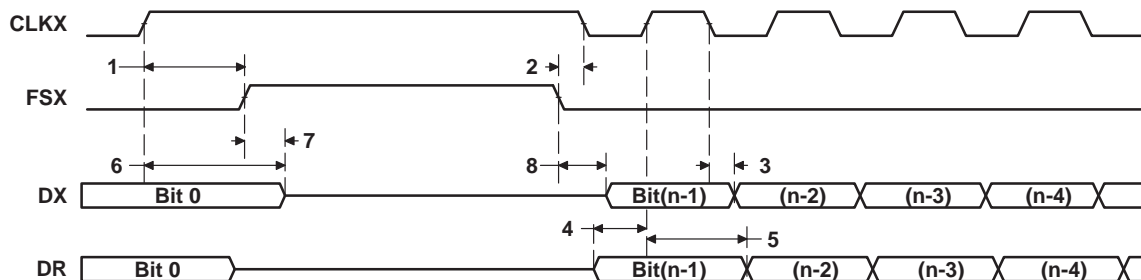 CLKX
1
2
FSX
7
6
8
3
DX
Bit 0
Bit(n-1)
(n-2)
(n-3)
(n-4)
4
5
DR
Bit 0
Bit(n-1)
(n-2)
(n-3)
(n-4)